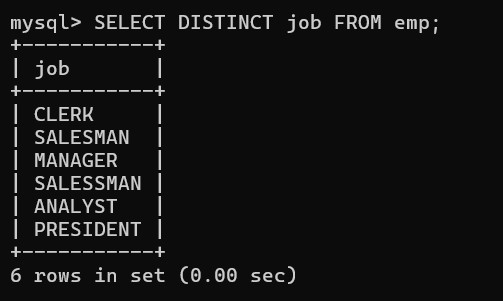 mysql> SELECT DISTINCT job FROM emp;
+-----------+
| job       |
+-----------+
| CLERK     |
| SALESMAN  |
| MANAGER   |
| SALESSMAN |
| ANALYST   |
| PRESIDENT |
+-----------+
6 rows in set (0.00 sec)